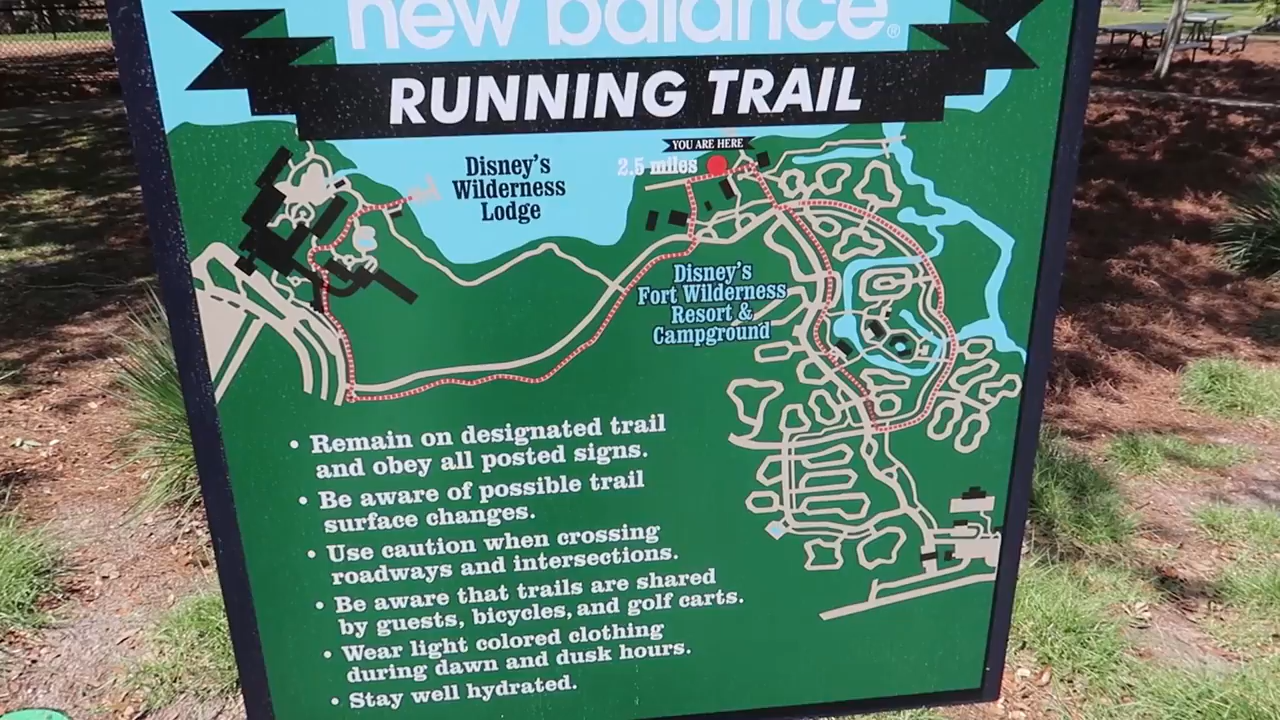 new balance®
RUNNING TRAIL
YOU ARE HERE
2.5 miles
Disney's
Wilderness
Lodge
Disney's
Fort Wilderness
Resort &
Campground
• Remain on designated trail
and obey all posted signs.
• Be aware of possible trail
surface changes.
• Use caution when crossing
roadways and intersections.
• Be aware that trails are shared
by guests, bicycles, and golf carts.
• Wear light colored clothing
during dawn and dusk hours.
• Stay well hydrated.